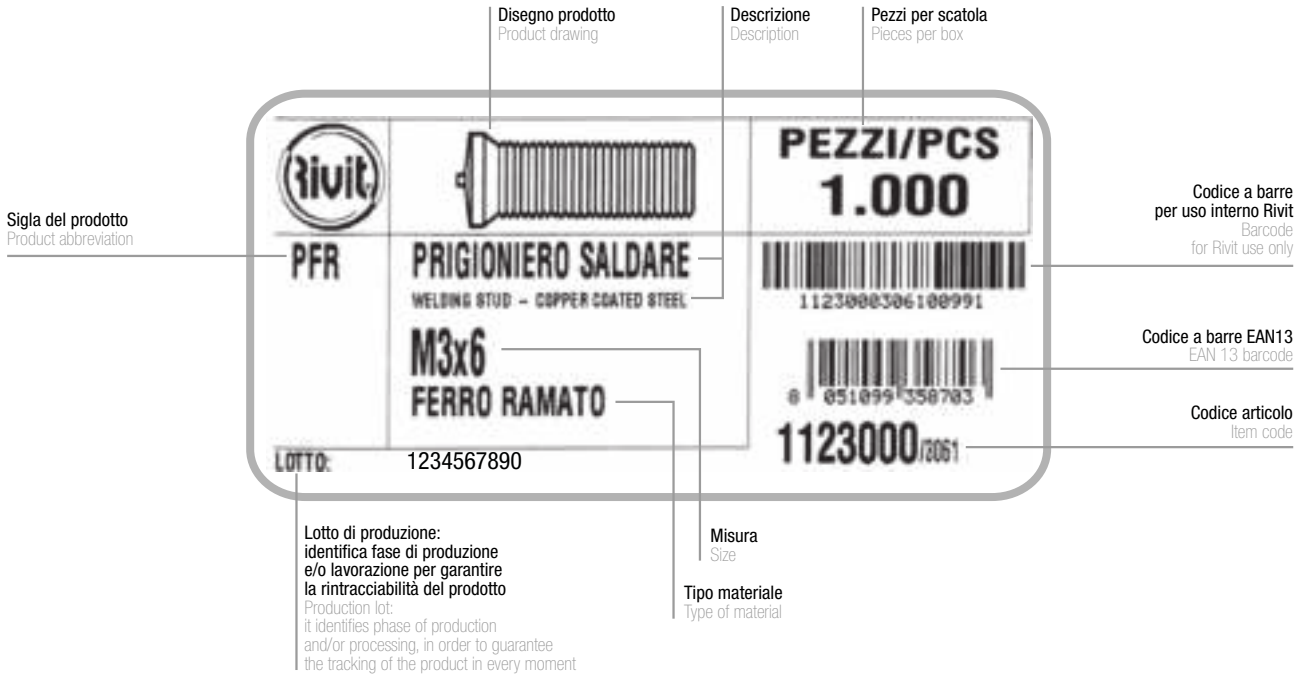 Disegno prodotto
Product drawing
Descrizione
Description
Pezzi per scatola
Pieces per box
Rivit
PEZZI/PCS
1.000
Codice a barre
per uso interno Rivit
Barcode
for Rivit use only
Sigla del prodotto
Product abbreviation
PFR
PRIGIONIERO SALDARE
WELDING STUD - COPPER COATED STEEL
1123000306100991
M3x6
FERRO RAMATO
Codice a barre EAN13
EAN 13 barcode
8 051099 358703
Codice articolo
Item code
1123000/3061
LOTTO:
1234567890
Lotto di produzione:
identifica fase di produzione
e/o lavorazione per garantire
la rintracciabilità del prodotto
Production lot:
it identifies phase of production
and/or processing, in order to guarantee
the tracking of the product in every moment
Misura
Size
Tipo materiale
Type of material